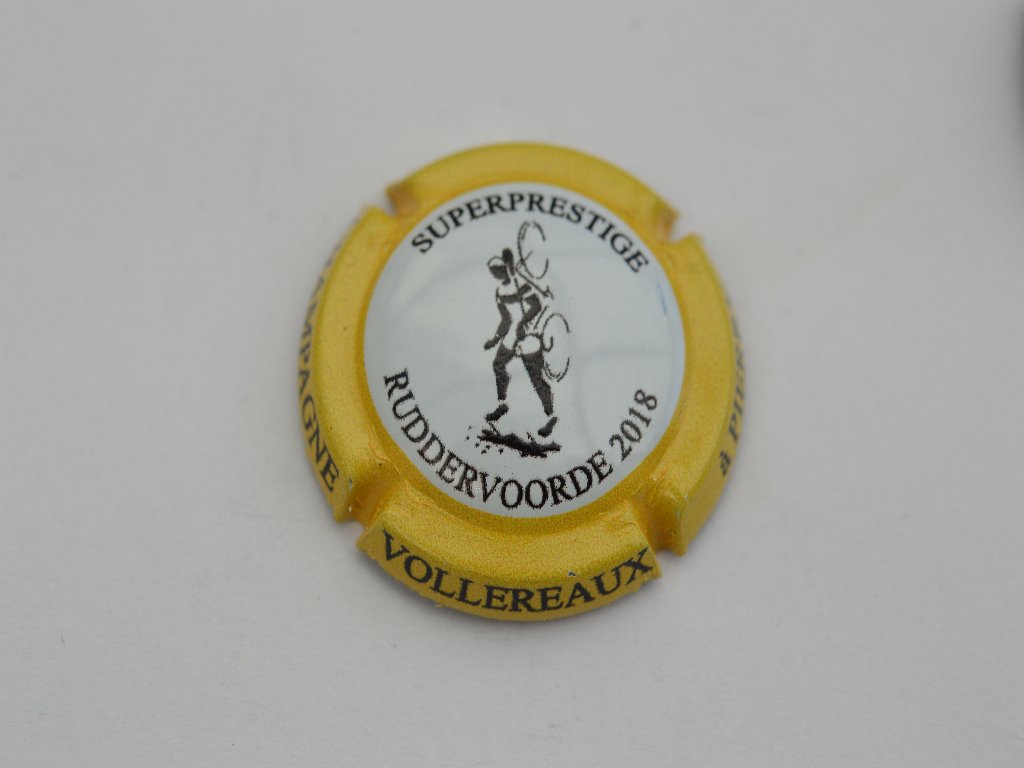 SUPERPRESTIGE
RUDDERVOORDE 2018
VOLLEREAUX
à